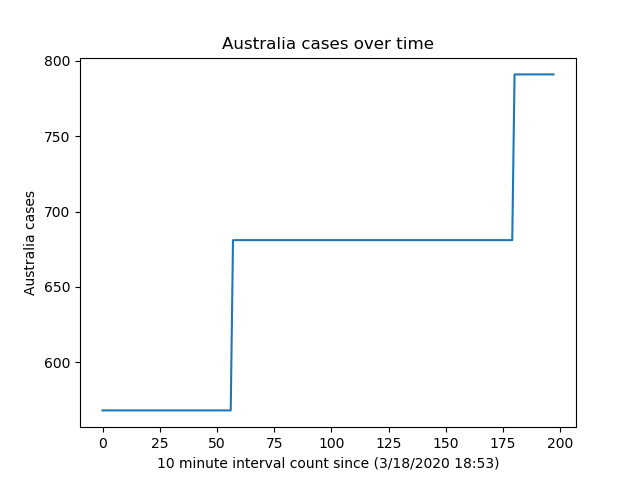 Australia cases over time
800
750
700
650
600
Australia cases
0 25 50 75 100 125 150 175 200
10 minute interval count since (3/18/2020 18:53)